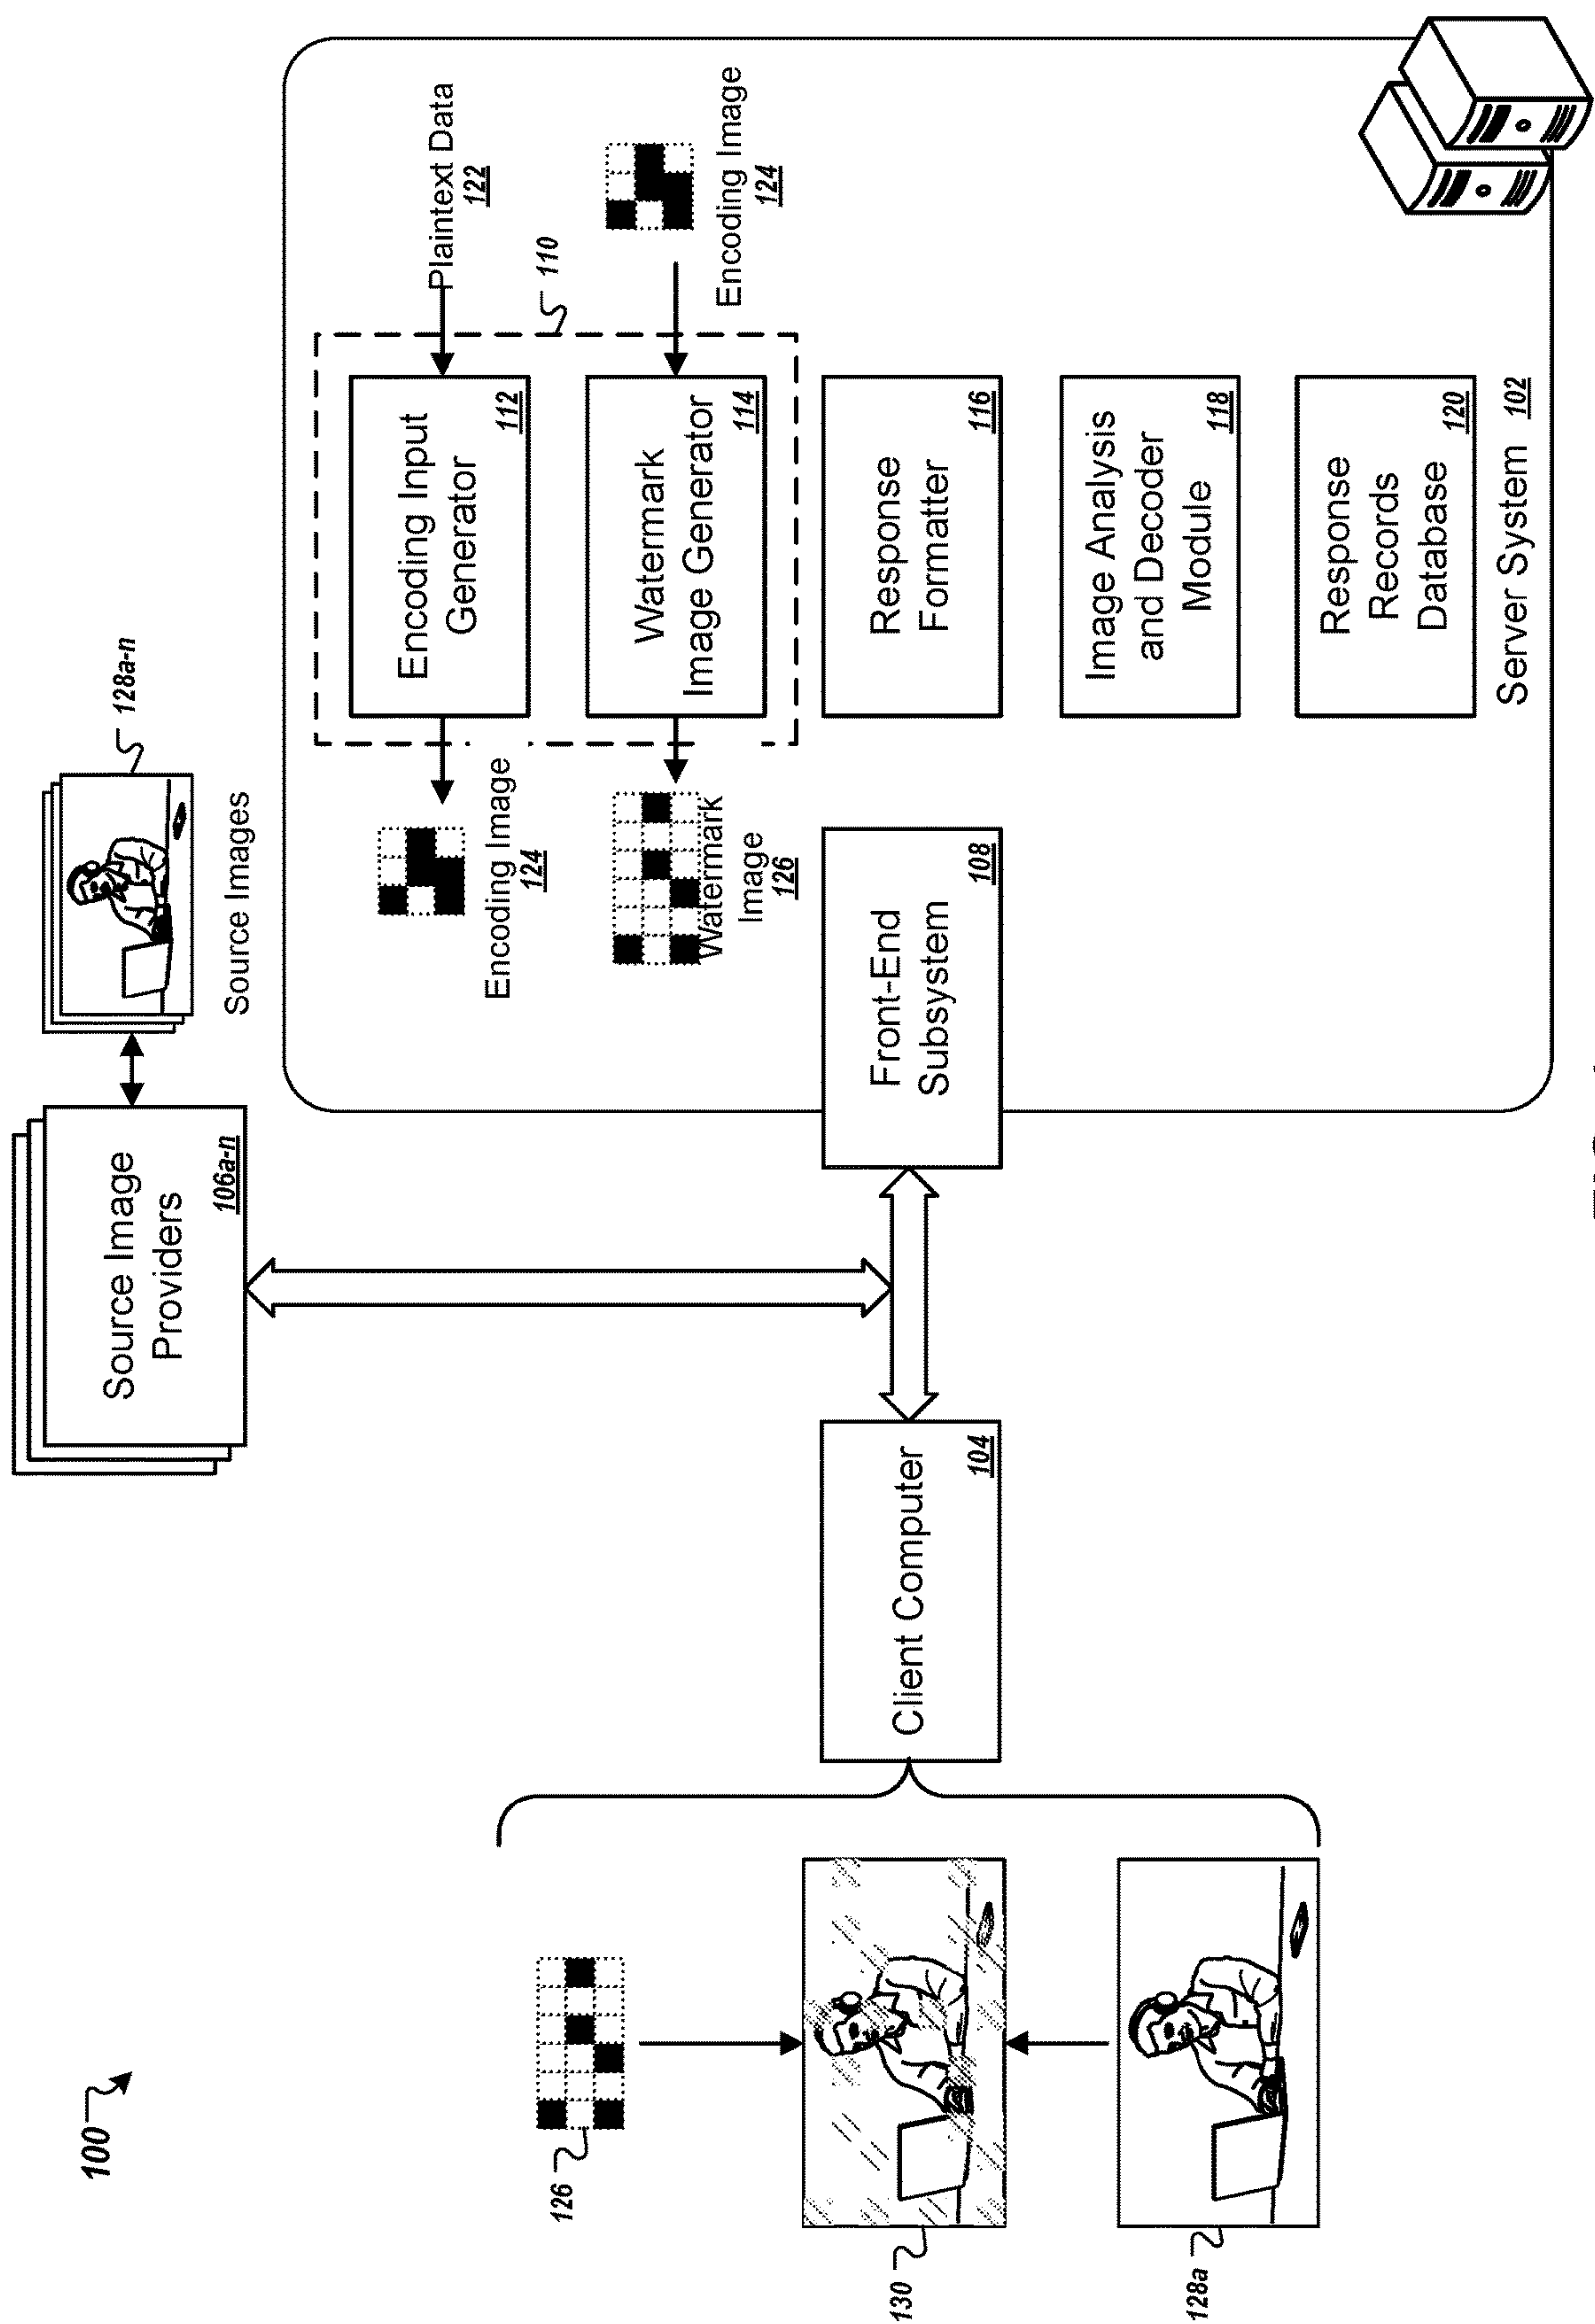 100
Source Image
Providers
106a-n
128a-n
Source Images
126
130
128a
Client Computer
104
Front-End
Subsystem
108
Encoding Image
124
Watermark
Image
126
110
Encoding Input
Generator
112
Watermark
Image Generator
114
Response
Formatter
116
Image Analysis
and Decoder
Module
118
Response
Records
Database
120
Plaintext Data
122
Encoding Image
124
Server System 102